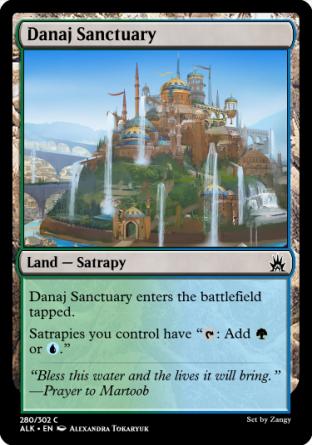 Danaj Sanctuary
Land — Satrapy
Danaj Sanctuary enters the battlefield
tapped.
Satrapies you control have “: Add
or .”
“Bless this water and the lives it will bring.”
—Prayer to Martoob
280/302 C
ALK • EN Alexandra Tokaryuk
Set by Zangy